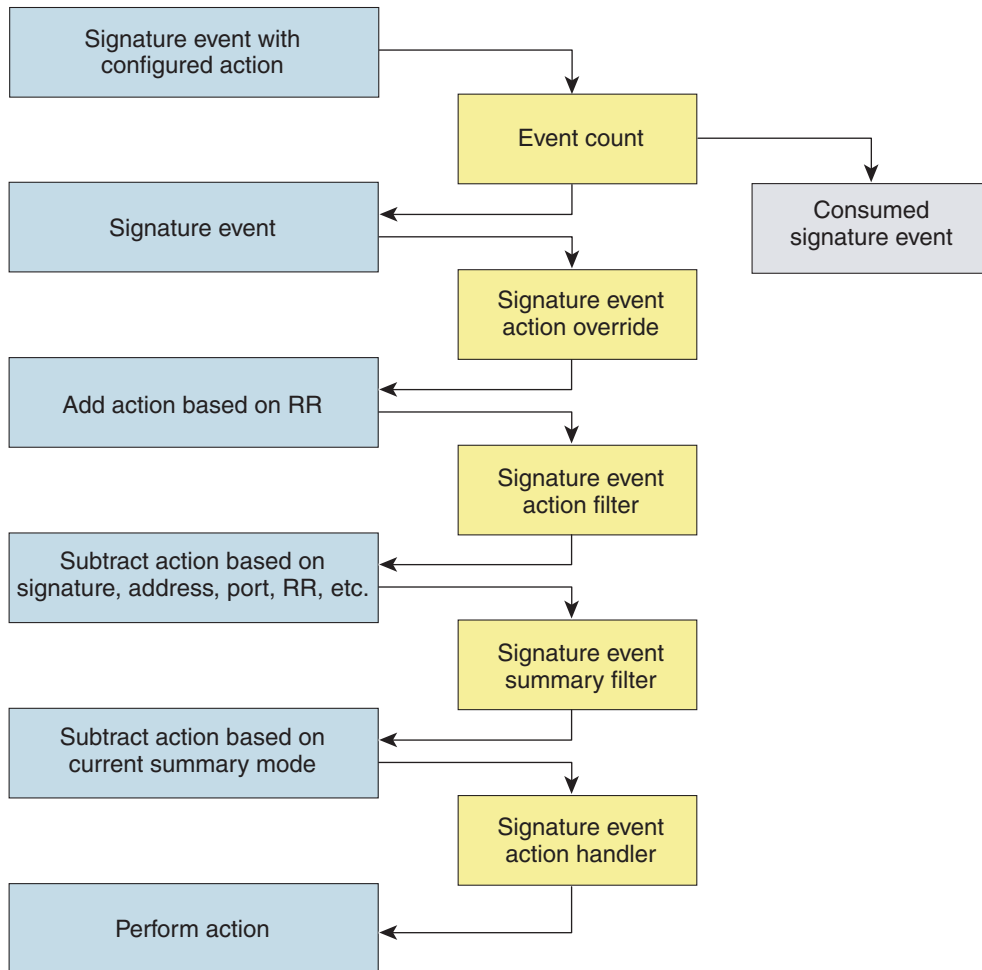 Signature event with
configured action
Event count
Consumed
signature event
Signature event
Signature event
action override
Add action based on RR
Signature event
action filter
Subtract action based on
signature, address, port, RR, etc.
Signature event
summary filter
Subtract action based on
current summary mode
Signature event
action handler
Perform action